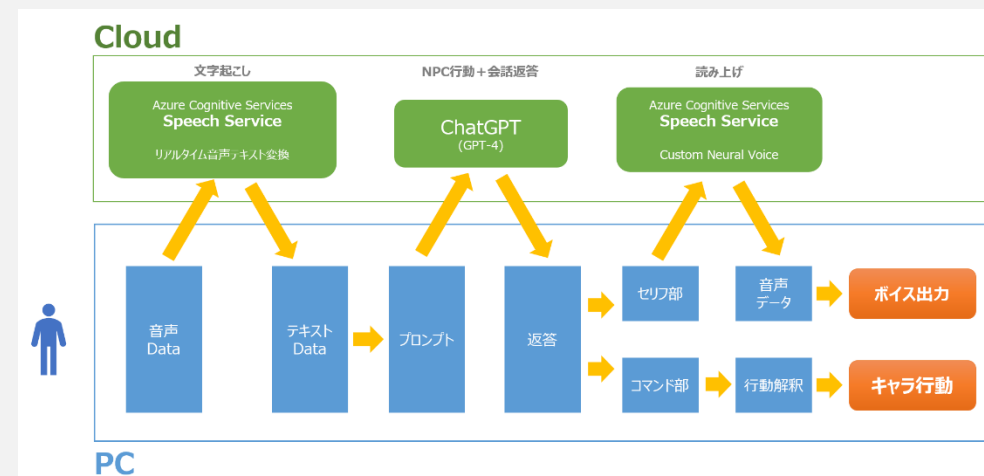 Cloud
文字起こし
NPC行動+会話返答
読み上げ
Azure Cognitive Services
Speech Service
リアルタイム音声テキスト変換
ChatGPT
(GPT-4)
Azure Cognitive Services
Speech Service
Custom Neural Voice
音声
Data
テキスト
Data
プロンプト
返答
セリフ部
音声
データ
ボイス出力
コマンド部
行動解釈
キャラ行動
PC